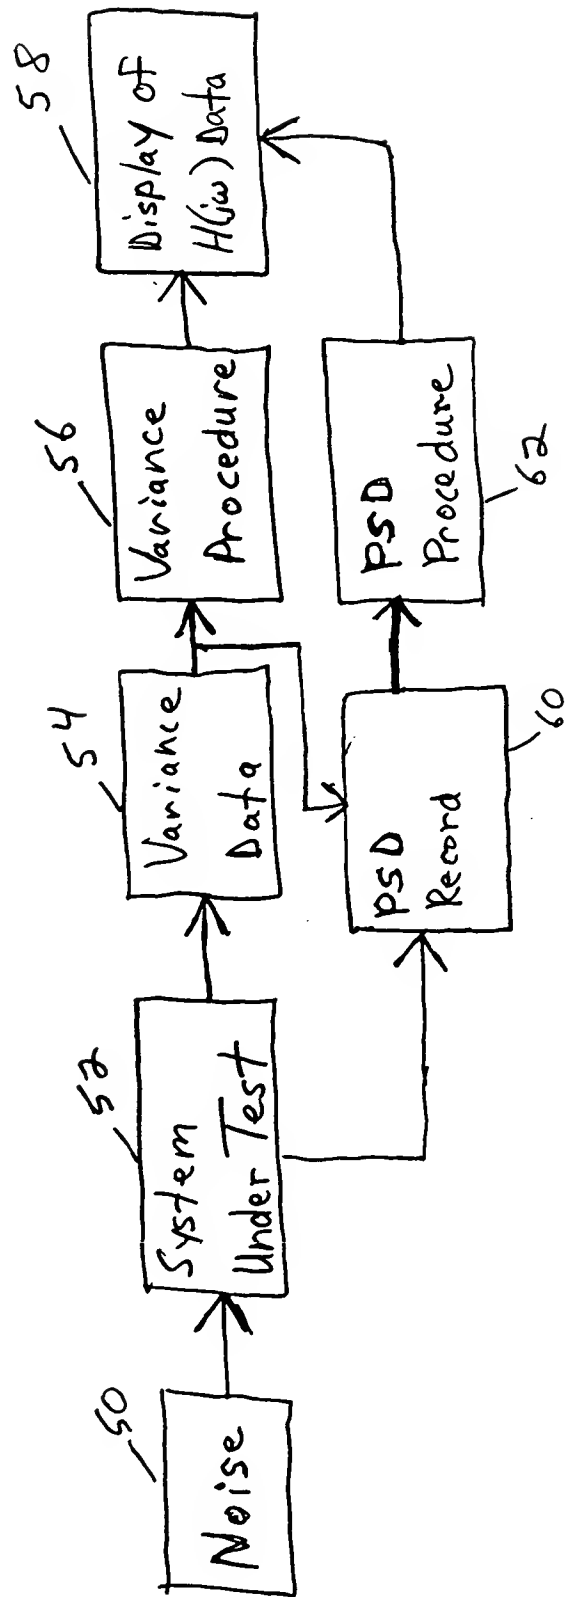 50
Noise
52
System
Under Test
54
Variance
Data
56
Variance
Procedure
58
Display of
H(jω) Data
PSD
Record
60
PSD
Procedure
62